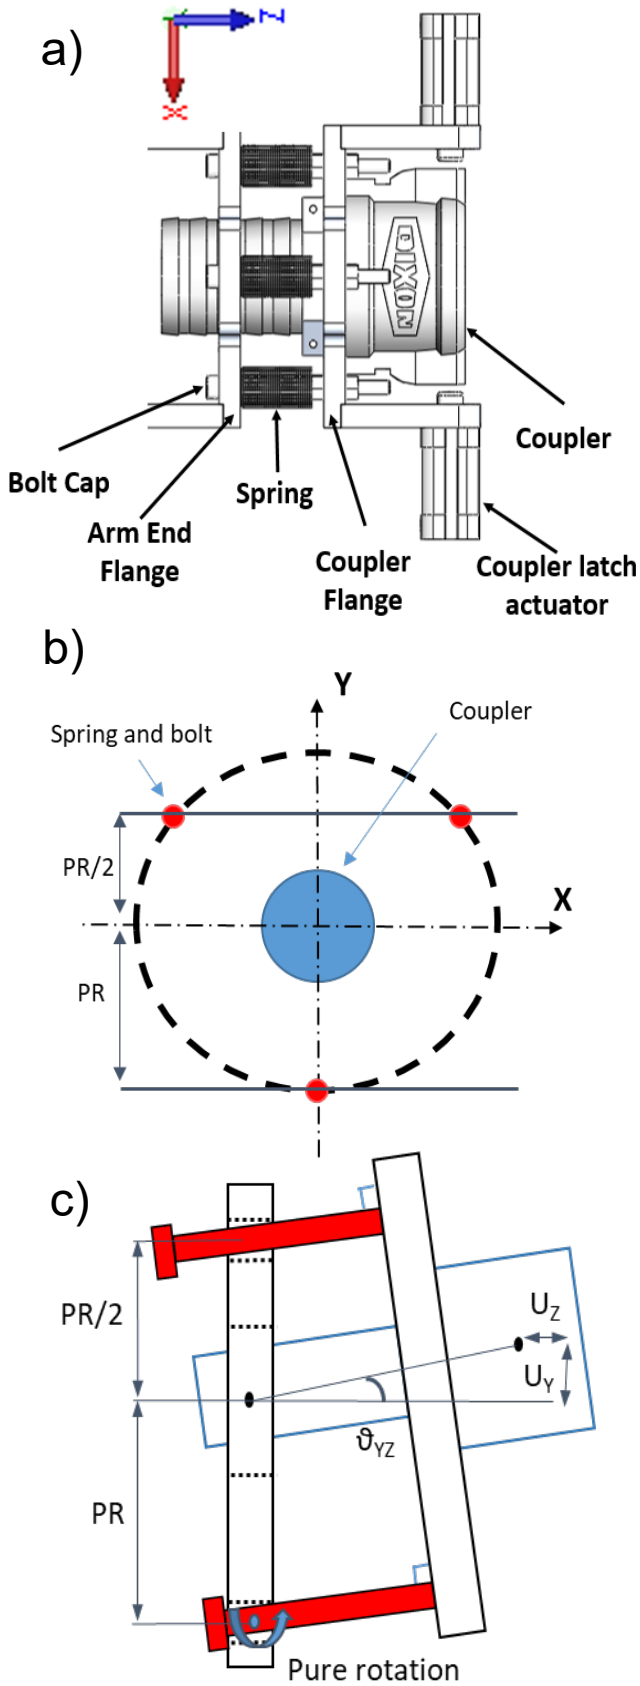 a)
Z
X
DIXON
Bolt Cap
Arm End
Flange
Spring
Coupler
Flange
Coupler
Coupler latch
actuator
b)
Y
Coupler
Spring and bolt
PR/2
X
PR
c)
PR/2
U_Z
U_Y
ϑ_YZ
PR
Pure rotation